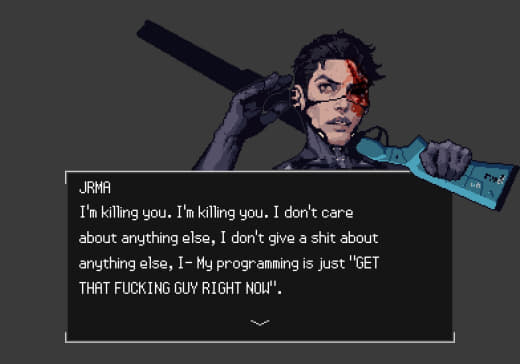 JRMA
I'm killing you. I'm killing you. I don't care
about anything else, I don't give a shit about
anything else, I- My programming is just "GET
THAT FUCKING GUY RIGHT NOW".